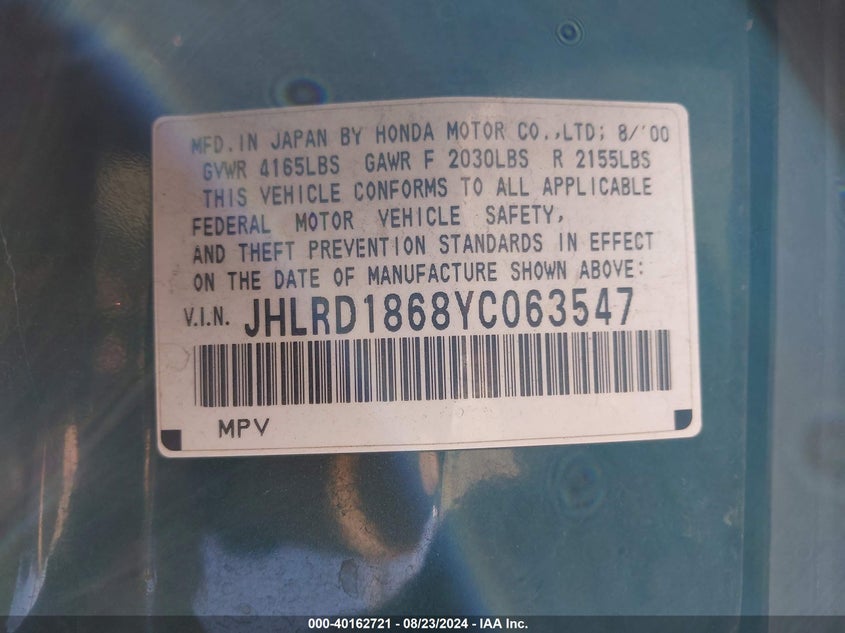 MFD. IN JAPAN BY HONDA MOTOR CO.,LTD; 8/'00
GVWR 4165LBS GAWR F 2030LBS R 2155LBS
THIS VEHICLE CONFORMS TO ALL APPLICABLE
FEDERAL MOTOR VEHICLE SAFETY,
AND THEFT PREVENTION STANDARDS IN EFFECT
ON THE DATE OF MANUFACTURE SHOWN ABOVE:
V.I.N. JHLRD1868YC063547
MPV
000-40162721 - 08/23/2024 - IAA Inc.